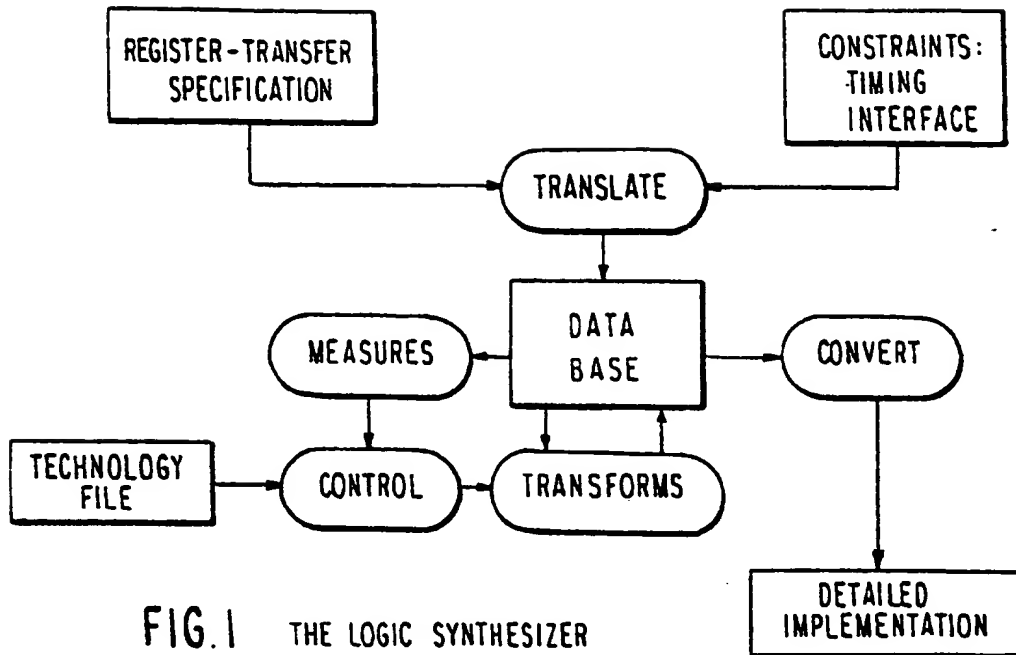 REGISTER-TRANSFER
SPECIFICATION
CONSTRAINTS:
TIMING
INTERFACE
TRANSLATE
DATA
BASE
MEASURES
CONVERT
TECHNOLOGY
FILE
CONTROL
TRANSFORMS
DETAILED
IMPLEMENTATION
FIG. 1 THE LOGIC SYNTHESIZER